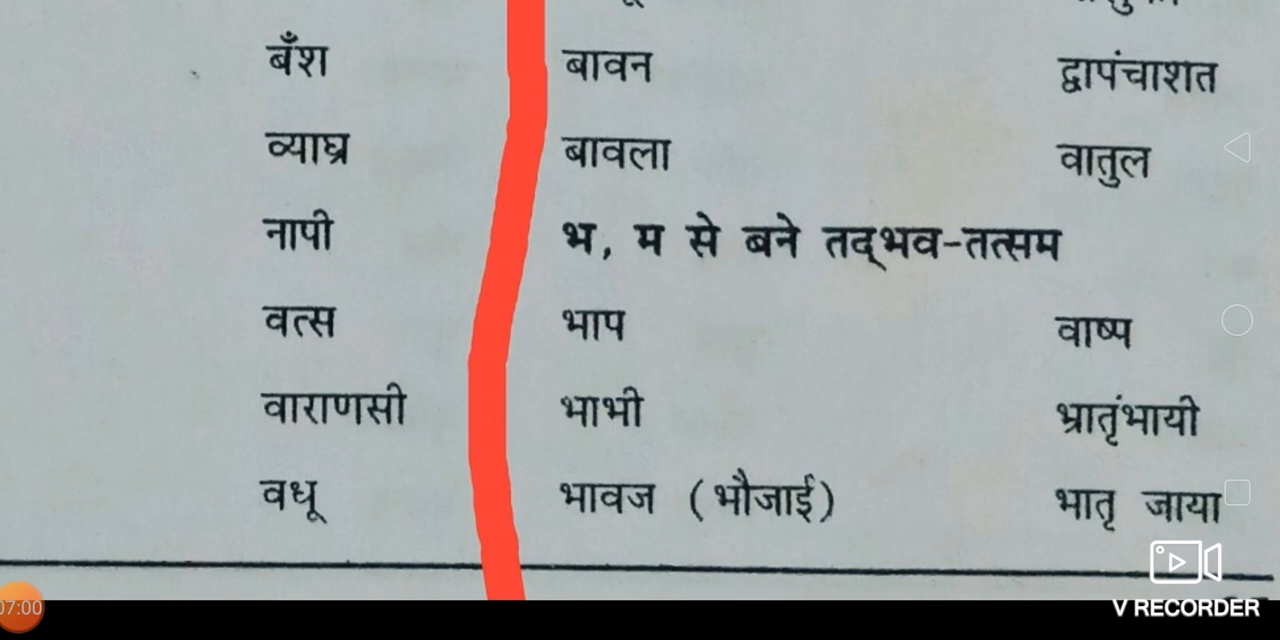 बँश
व्याघ्र
नापी
वत्स
वाराणसी
वधू
बावन द्वापंचाशत
बावला वातुल
भ, म से बने तद्भव-तत्सम
भाप वाष्प
भाभी भ्रातृंभायी
भावज (भौजाई) भातृ जाया
07:00
V RECORDER